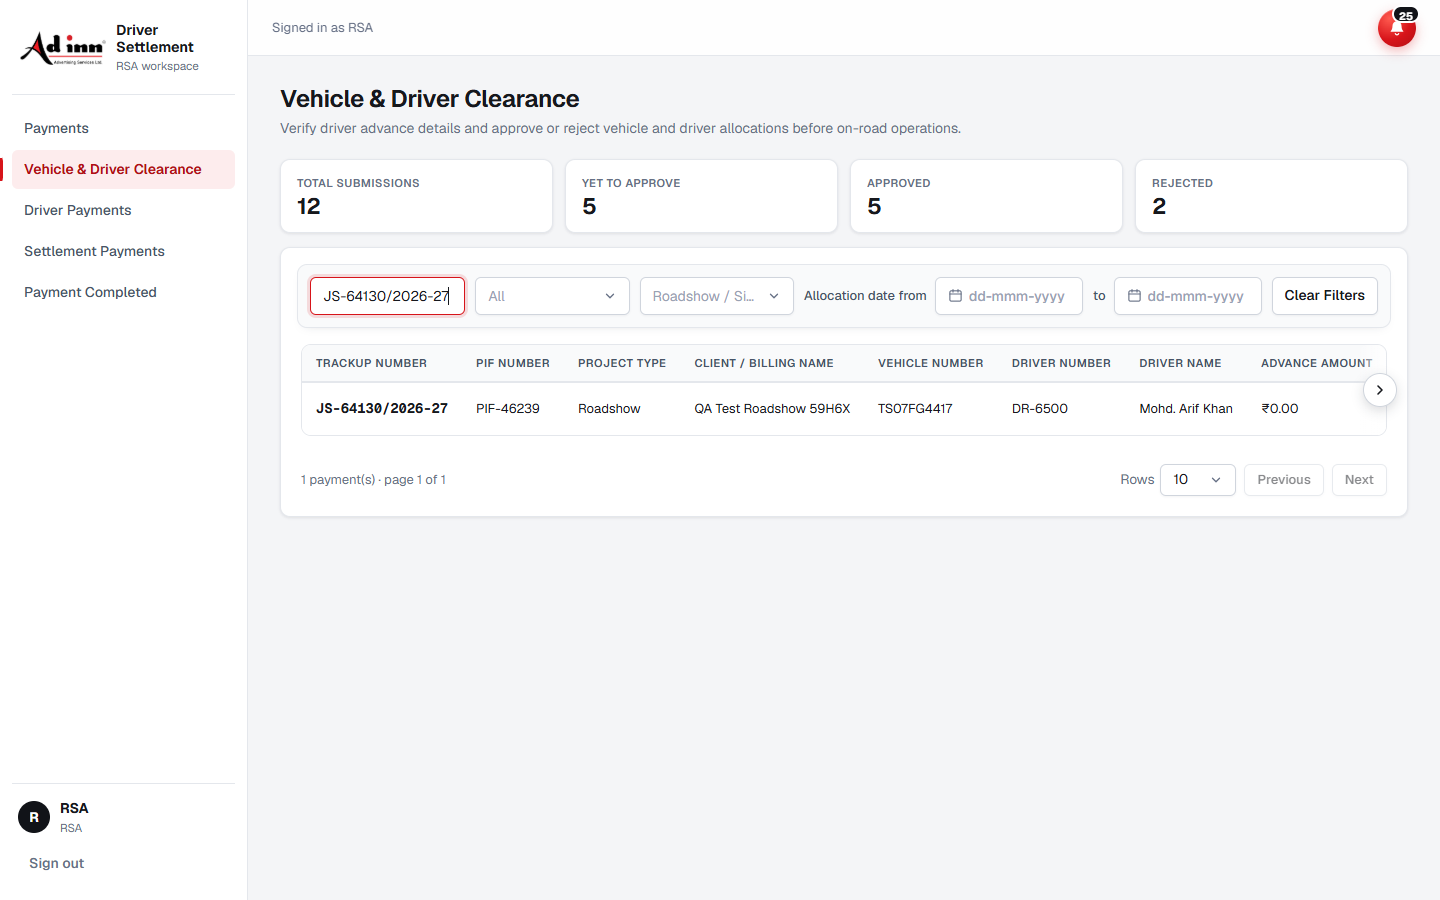 Ad inn
Advertising Services Ltd
Driver
Settlement
RSA workspace
Signed in as RSA
25
Payments
Vehicle & Driver Clearance
Driver Payments
Settlement Payments
Payment Completed
Vehicle & Driver Clearance
Verify driver advance details and approve or reject vehicle and driver allocations before on-road operations.
TOTAL SUBMISSIONS
12
YET TO APPROVE
5
APPROVED
5
REJECTED
2
JS-64130/2026-27 All Roadshow / Si... Allocation date from dd-mmm-yyyy to dd-mmm-yyyy Clear Filters
TRACKUP NUMBER PIF NUMBER PROJECT TYPE CLIENT / BILLING NAME VEHICLE NUMBER DRIVER NUMBER DRIVER NAME ADVANCE AMOUNT
JS-64130/2026-27 PIF-46239 Roadshow QA Test Roadshow 59H6X TS07FG4417 DR-6500 Mohd. Arif Khan ₹0.00
1 payment(s) · page 1 of 1 Rows 10 Previous Next
R
RSA
RSA
Sign out